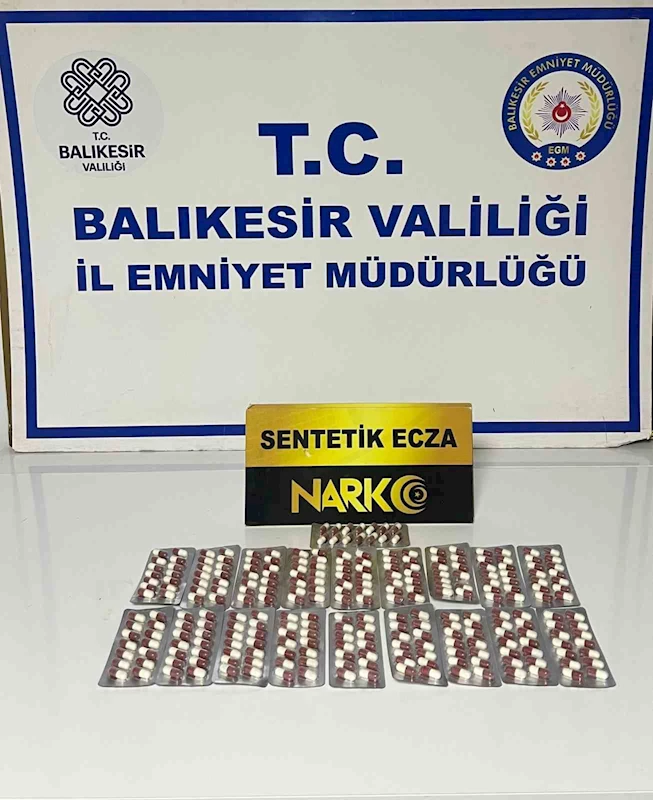 T.C.
BALIKESİR
VALİLİĞİ
BALIKESİR EMNİYET MÜDÜRLÜĞÜ
EGM
T.C.
BALIKESİR VALİLİĞİ
İL EMNİYET MÜDÜRLÜĞÜ
SENTETİK ECZA
NARKO